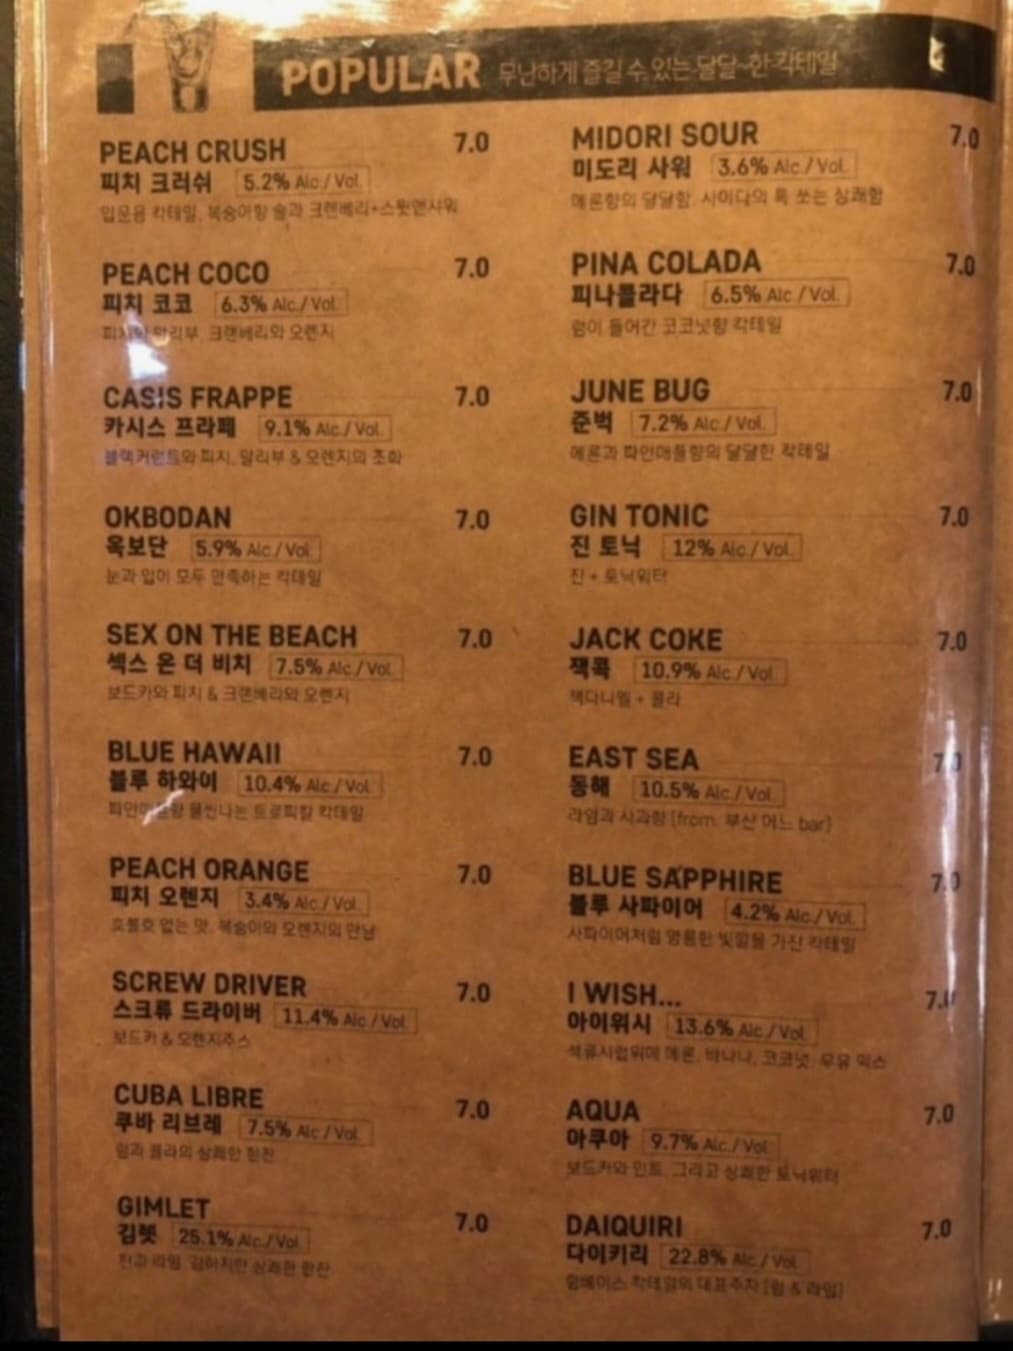 POPULAR 무난하게 즐길 수 있는 달달~한 칵테일
PEACH CRUSH 7.0
피치 크러쉬 5.2% Alc./Vol.
입문용 칵테일. 복숭아향 술과 크렌베리+스윗앤사워
PEACH COCO 7.0
피치 코코 6.3% Alc./Vol.
말리부, 크랜베리와 오렌지
CASIS FRAPPE 7.0
카시스 프라페 9.1% Alc./Vol.
블랙커런트와 피치, 말리부 & 오렌지의 조화
OKBODAN 7.0
옥보단 5.9% Alc./Vol.
눈과 입이 모두 만족하는 칵테일
SEX ON THE BEACH 7.0
섹스 온 더 비치 7.5% Alc./Vol.
보드카와 피치 & 크랜베리와 오렌지
BLUE HAWAII 7.0
블루 하와이 10.4% Alc./Vol.
물씬나는 트로피칼 칵테일
PEACH ORANGE 7.0
피치 오렌지 3.4% Alc./Vol.
호불호 없는 맛. 복숭아와 오렌지의 만남
SCREW DRIVER 7.0
스크류 드라이버 11.4% Alc./Vol.
보드카 & 오렌지주스
CUBA LIBRE 7.0
쿠바 리브레 7.5% Alc./Vol.
럼과 콜라의 상쾌한 한잔
GIMLET 7.0
김렛 25.1% Alc./Vol.
진과 라임. 강하지만 상쾌한 한잔
MIDORI SOUR 7.0
미도리 사워 3.6% Alc./Vol.
메론향의 달달함. 사이다의 톡 쏘는 상쾌함
PINA COLADA 7.0
피나콜라다 6.5% Alc./Vol.
럼이 들어간 코코넛향 칵테일
JUNE BUG 7.0
준벅 7.2% Alc./Vol.
메론과 파인애플향의 달달한 칵테일
GIN TONIC 7.0
진 토닉 12% Alc./Vol.
진 + 토닉워터
JACK COKE 7.0
잭콕 10.9% Alc./Vol.
잭다니엘 + 콜라
EAST SEA 7.0
동해 10.5% Alc./Vol.
라임과 사과향 [from. 부산 어느 bar]
BLUE SAPPHIRE 7.0
블루 사파이어 4.2% Alc./Vol.
사파이어처럼 영롱한 빛깔을 가진 칵테일
I WISH... 7.0
아이위시 13.6% Alc./Vol.
석류시럽위에 메론, 바나나, 코코넛, 우유 믹스
AQUA 7.0
아쿠아 9.7% Alc./Vol.
보드카와 민트, 그리고 상쾌한 토닉워터
DAIQUIRI 7.0
다이키리 22.8% Alc./Vol.
럼베이스 칵테일의 대표주자 [럼 & 라임]